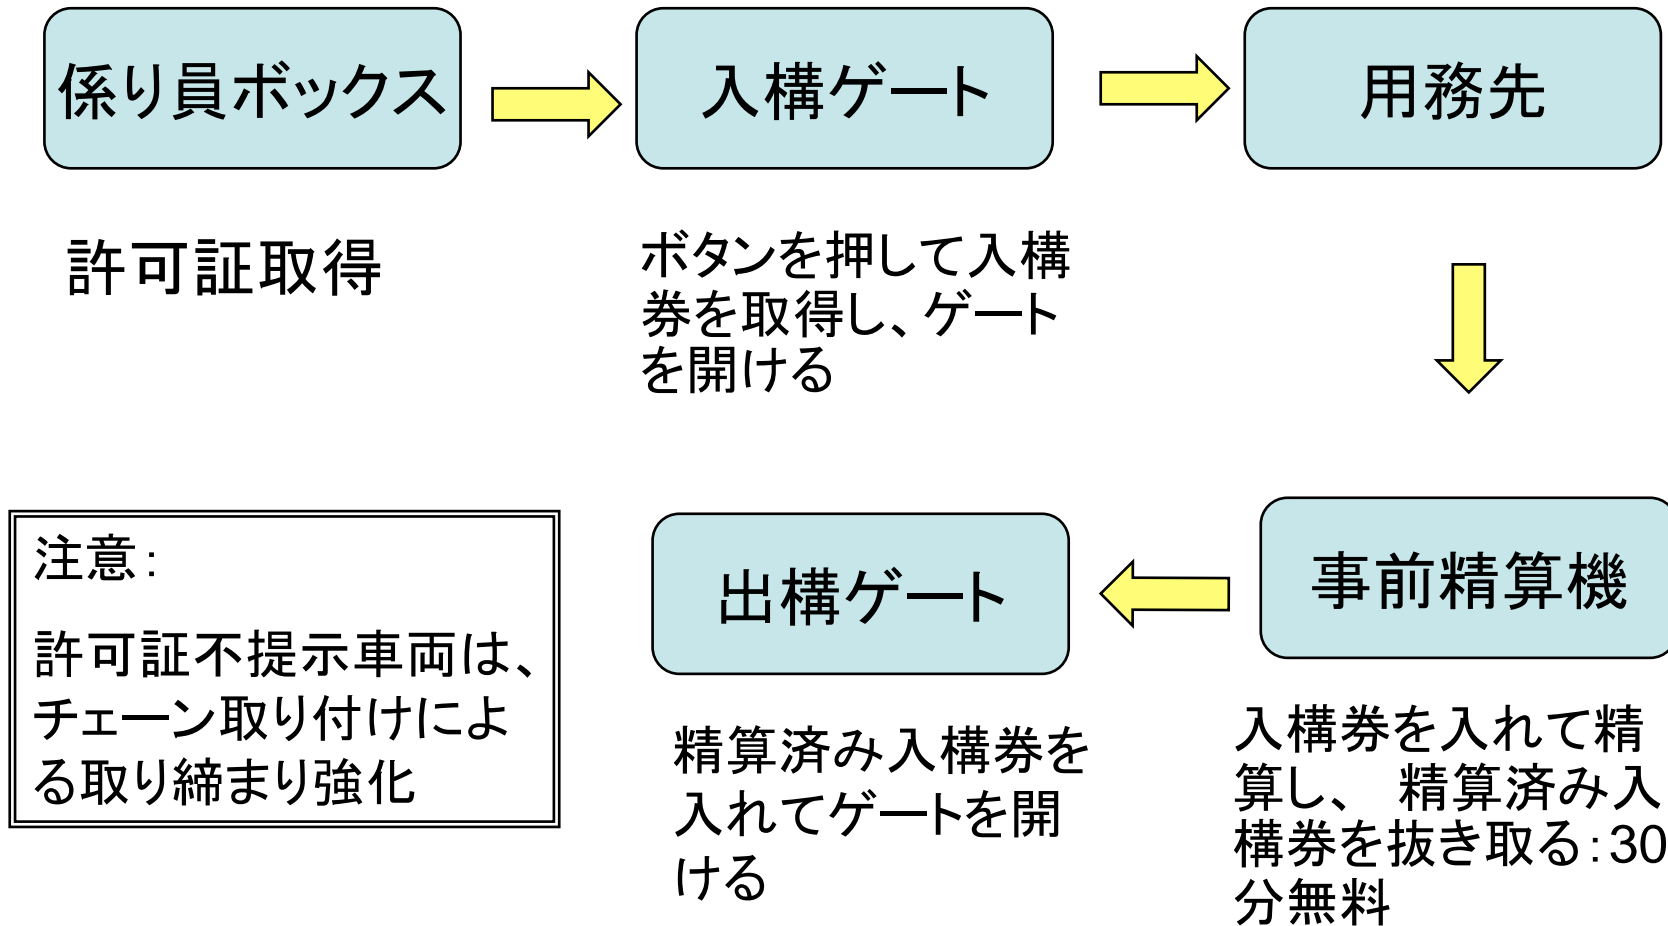 係り員ボックス
入構ゲート
用務先
許可証取得
ボタンを押して入構
券を取得し、ゲート
を開ける
事前精算機
入構券を入れて精
算し、 精算済み入
構券を抜き取る:30
分無料
出構ゲート
精算済み入構券を
入れてゲートを開
ける
注意:
許可証不提示車両は、
チェーン取り付けによ
る取り締まり強化